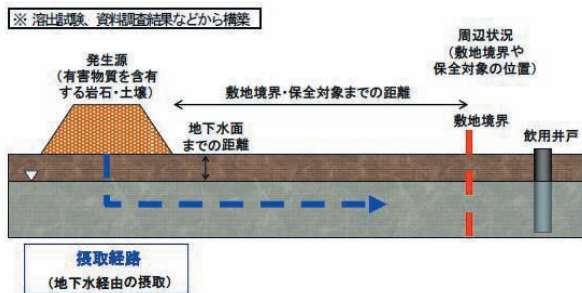 ※ 溶出試験、資料調査結果などから構築
発生源
(有害物質を含有
する岩石・土壌)
周辺状況
(敷地境界や
保全対象の位置)
敷地境界・保全対象までの距離
地下水面
までの距離
敷地境界
飲用井戸
摂取経路
(地下水経由の摂取)